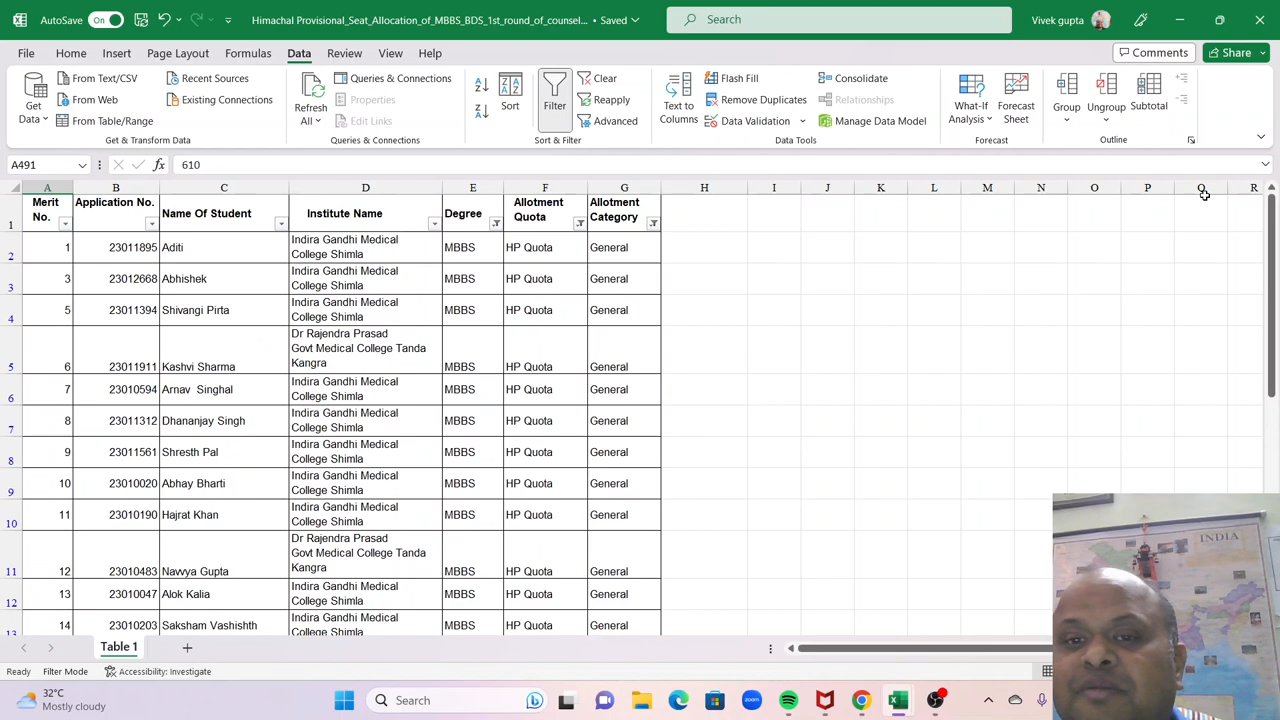 AutoSave On Himachal Provisional_Seat_Allocation_of_MBBS_BDS_1st_round_of_counsel... • Saved Search Vivek gupta
File Home Insert Page Layout Formulas Data Review View Help Comments Share
From Text/CSV Recent Sources Queries & Connections Clear Flash Fill Consolidate
From Web Existing Connections Properties Reapply Remove Duplicates Relationships
From Table/Range Edit Links Advanced Data Validation Manage Data Model
Get Data Refresh All Sort Filter Text to Columns What-If Analysis Forecast Sheet Group Ungroup Subtotal
Get & Transform Data Queries & Connections Sort & Filter Data Tools Forecast Outline
A491 fx 610
A B C D E F G H I J K L M N O P Q R
1 Merit No. Application No. Name Of Student Institute Name Degree Allotment Quota Allotment Category
2 1 23011895 Aditi Indira Gandhi Medical College Shimla MBBS HP Quota General
3 3 23012668 Abhishek Indira Gandhi Medical College Shimla MBBS HP Quota General
4 5 23011394 Shivangi Pirta Indira Gandhi Medical College Shimla MBBS HP Quota General
5 6 23011911 Kashvi Sharma Dr Rajendra Prasad Govt Medical College Tanda Kangra MBBS HP Quota General
6 7 23010594 Arnav Singhal Indira Gandhi Medical College Shimla MBBS HP Quota General
7 8 23011312 Dhananjay Singh Indira Gandhi Medical College Shimla MBBS HP Quota General
8 9 23011561 Shresth Pal Indira Gandhi Medical College Shimla MBBS HP Quota General
9 10 23010020 Abhay Bharti Indira Gandhi Medical College Shimla MBBS HP Quota General
10 11 23010190 Hajrat Khan Indira Gandhi Medical College Shimla MBBS HP Quota General
11 12 23010483 Navvya Gupta Dr Rajendra Prasad Govt Medical College Tanda Kangra MBBS HP Quota General
12 13 23010047 Alok Kalia Indira Gandhi Medical College Shimla MBBS HP Quota General
13 14 23010203 Saksham Vashishth Indira Gandhi Medical MBBS HP Quota General
INDIA
Table 1
Ready Filter Mode Accessibility: Investigate
32°C
Mostly cloudy
Search